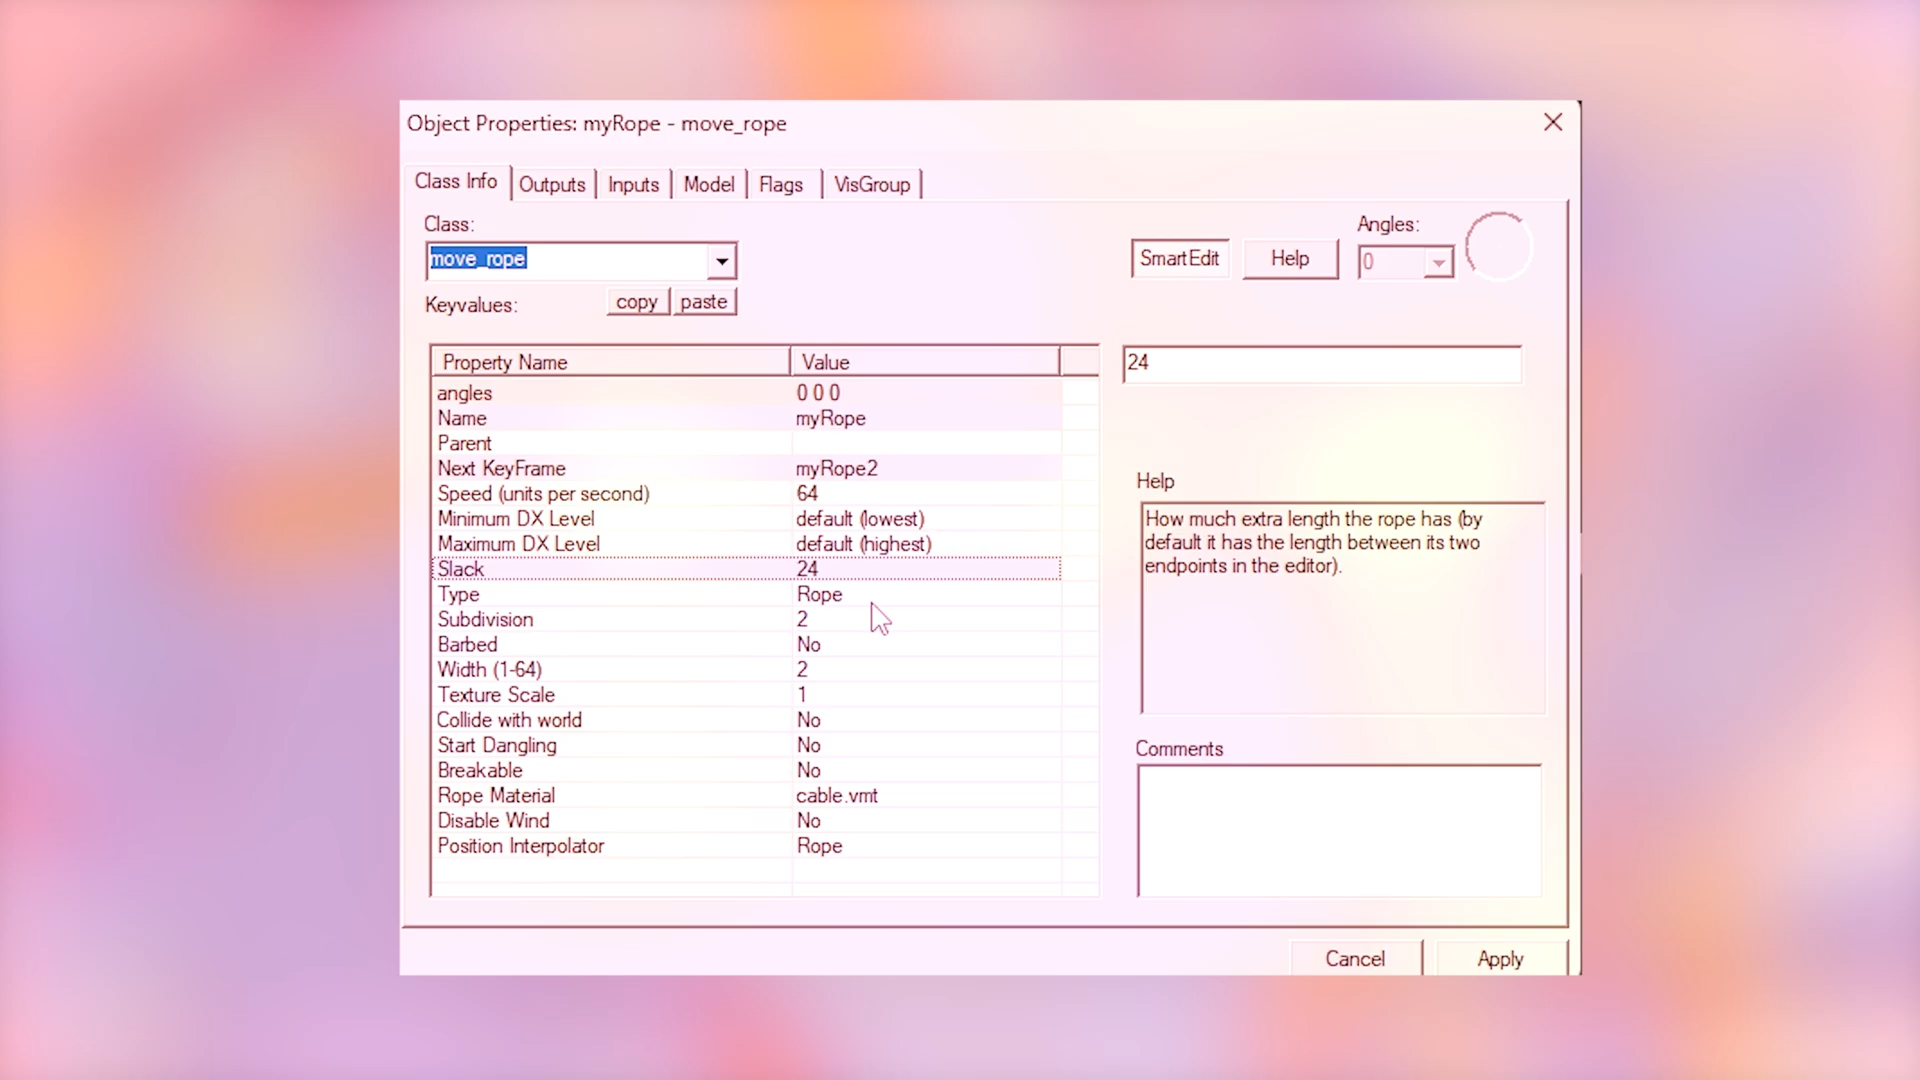 Object Properties: myRope - move_rope
Class Info Outputs Inputs Model Flags VisGroup
Class:
move_rope
Keyvalues: copy paste
SmartEdit Help Angles: 0
Property Name Value
angles 0 0 0
Name myRope
Parent
Next KeyFrame myRope2
Speed (units per second) 64
Minimum DX Level default (lowest)
Maximum DX Level default (highest)
Slack 24
Type Rope
Subdivision 2
Barbed No
Width (1-64) 2
Texture Scale 1
Collide with world No
Start Dangling No
Breakable No
Rope Material cable.vmt
Disable Wind No
Position Interpolator Rope
24
Help
How much extra length the rope has (by
default it has the length between its two
endpoints in the editor).
Comments
Cancel Apply